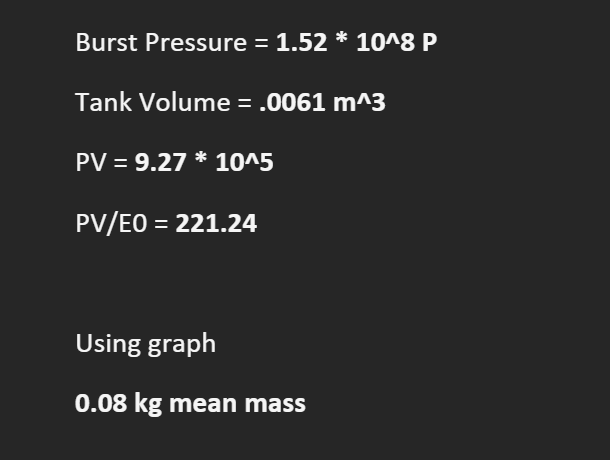 Burst Pressure = 1.52 * 10^8 P
Tank Volume = .0061 m^3
PV = 9.27 * 10^5
PV/E0 = 221.24
Using graph
0.08 kg mean mass